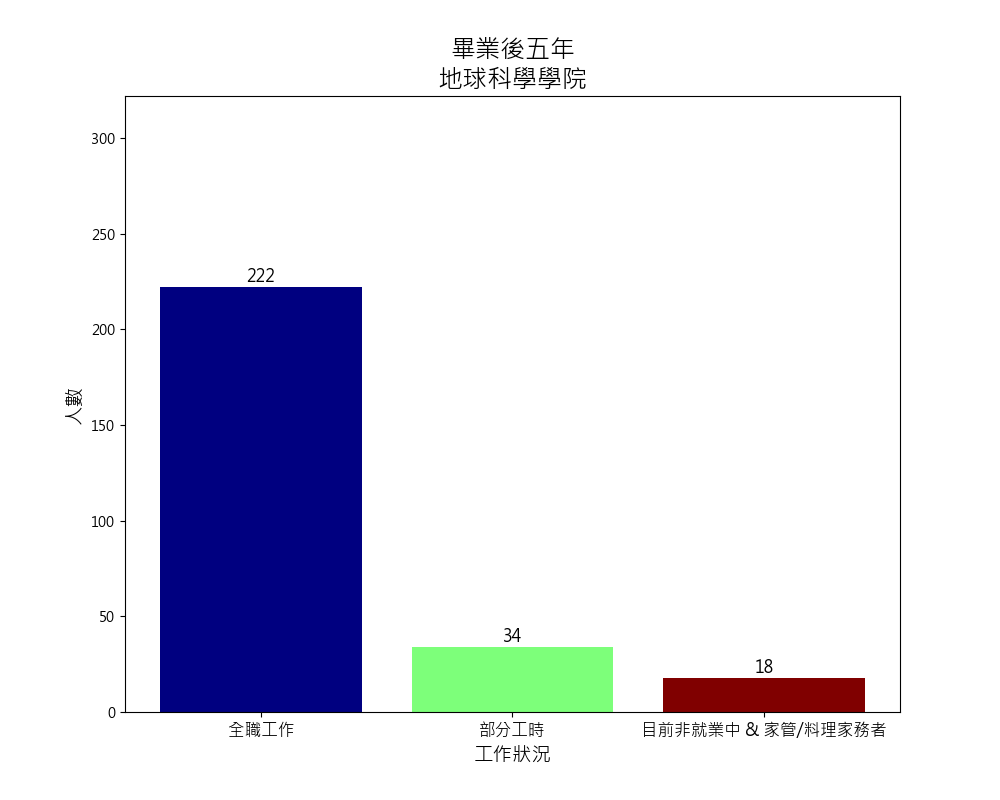 畢業後五年
地球科學學院
人數
300
250
200
150
100
50
0
222
34
18
全職工作
部分工時
目前非就業中 & 家管/料理家務者
工作狀況